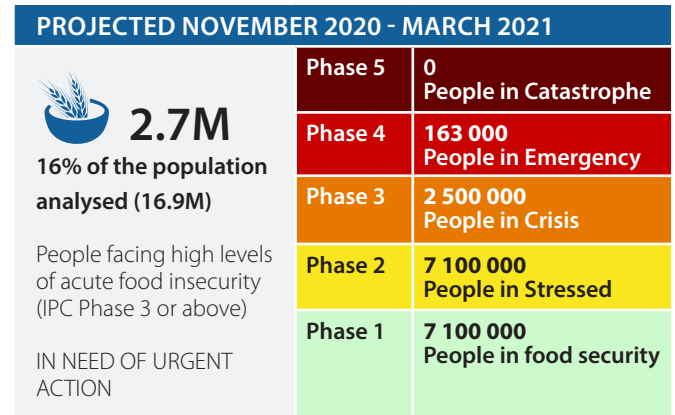 PROJECTED NOVEMBER 2020 - MARCH 2021
2.7M
16% of the population
analysed (16.9M)
People facing high levels
of acute food insecurity
(IPC Phase 3 or above)
IN NEED OF URGENT
ACTION
Phase 5
0
People in Catastrophe
Phase 4
163 000
People in Emergency
Phase 3
2 500 000
People in Crisis
Phase 2
7 100 000
People in Stressed
Phase 1
7 100 000
People in food security